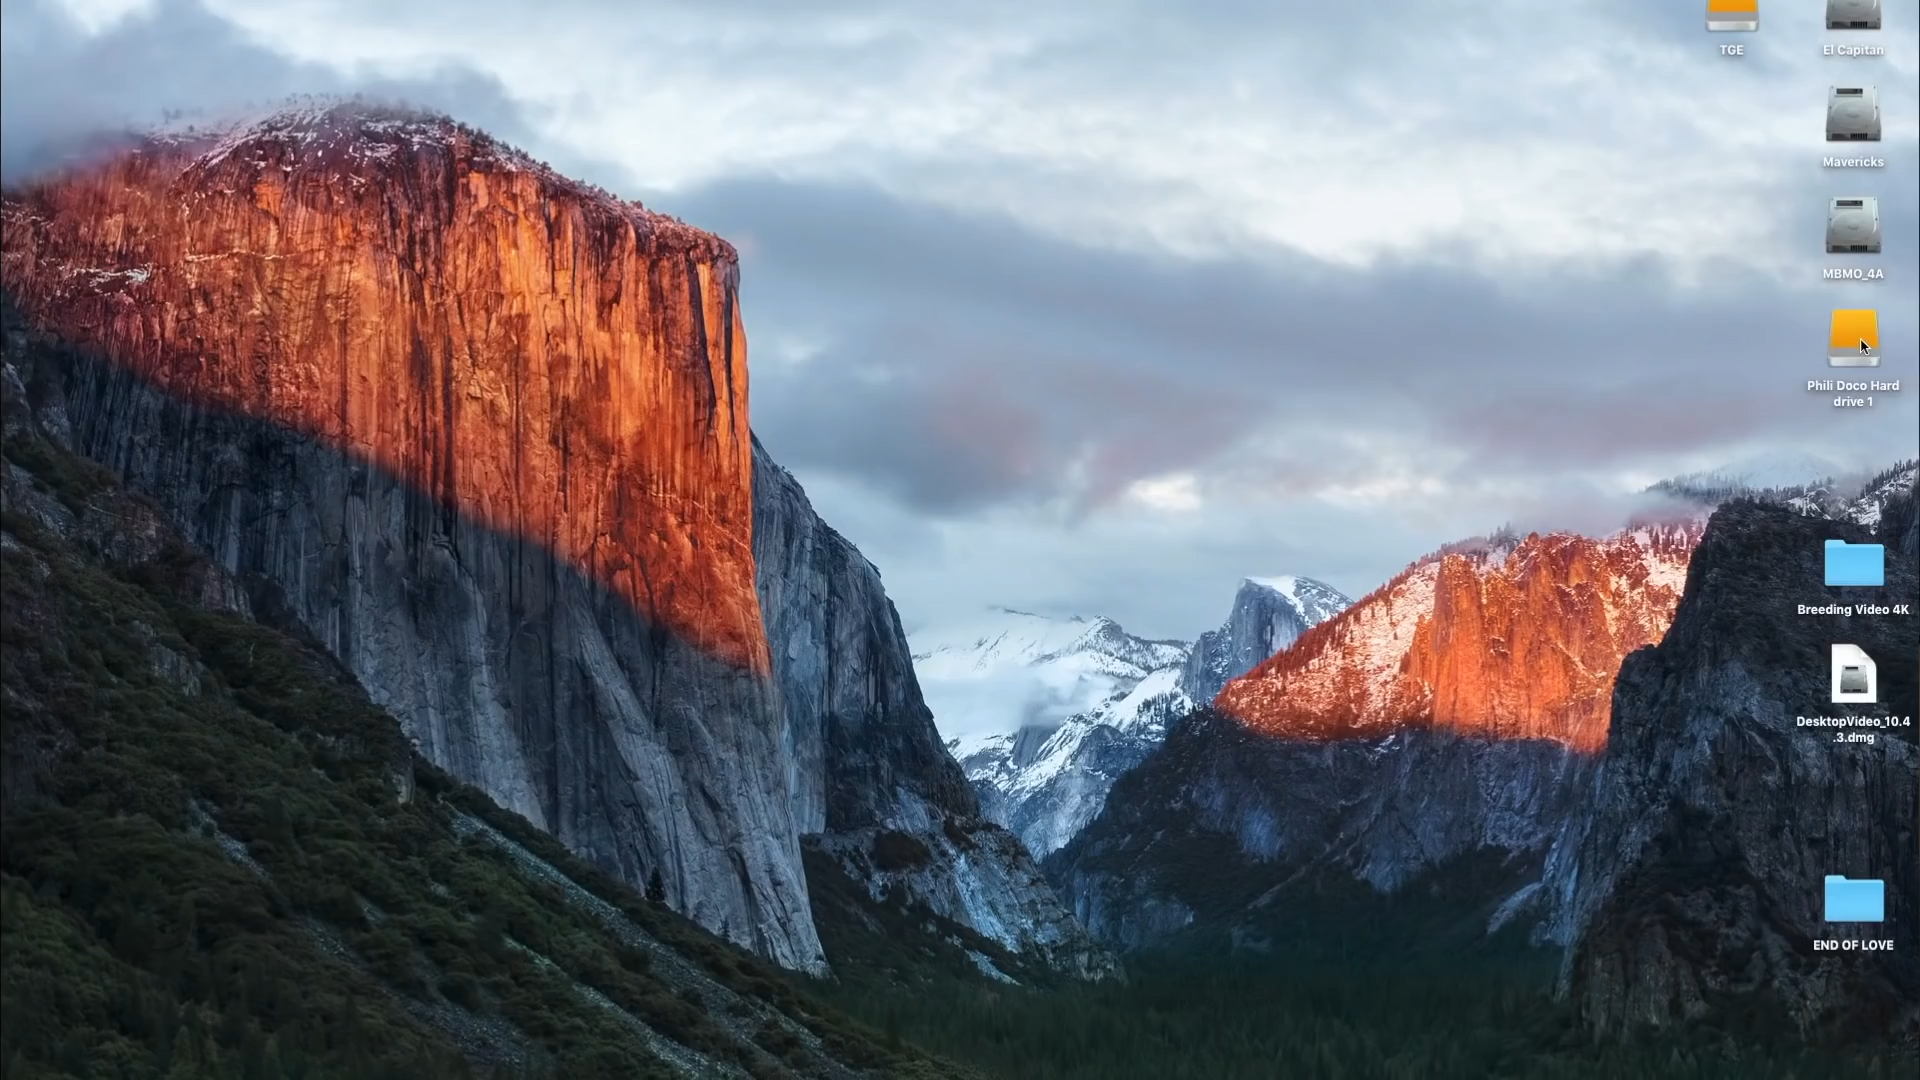 TGE
El Capitan
Mavericks
MBMO_4A
Phili Doco Hard
drive 1
Breeding Video 4K
DesktopVideo_10.4
.3.dmg
END OF LOVE